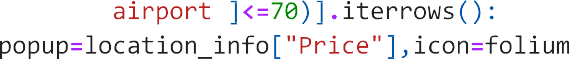 airport ]<=70)].iterrows():
popup=location_info["Price"],icon=folium